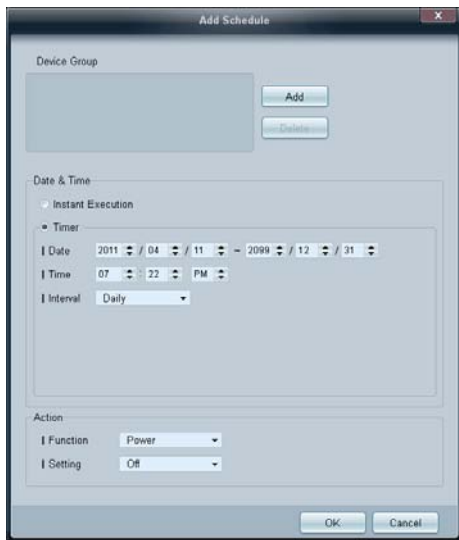 Add Schedule
x
Device Group
Add
Delete
Date & Time
Instant Execution
Timer
Date 2011 / 04 / 11 - 2099 / 12 / 31
Time 07 : 22 PM
Interval Daily
Action
Function Power
Setting Off
OK Cancel